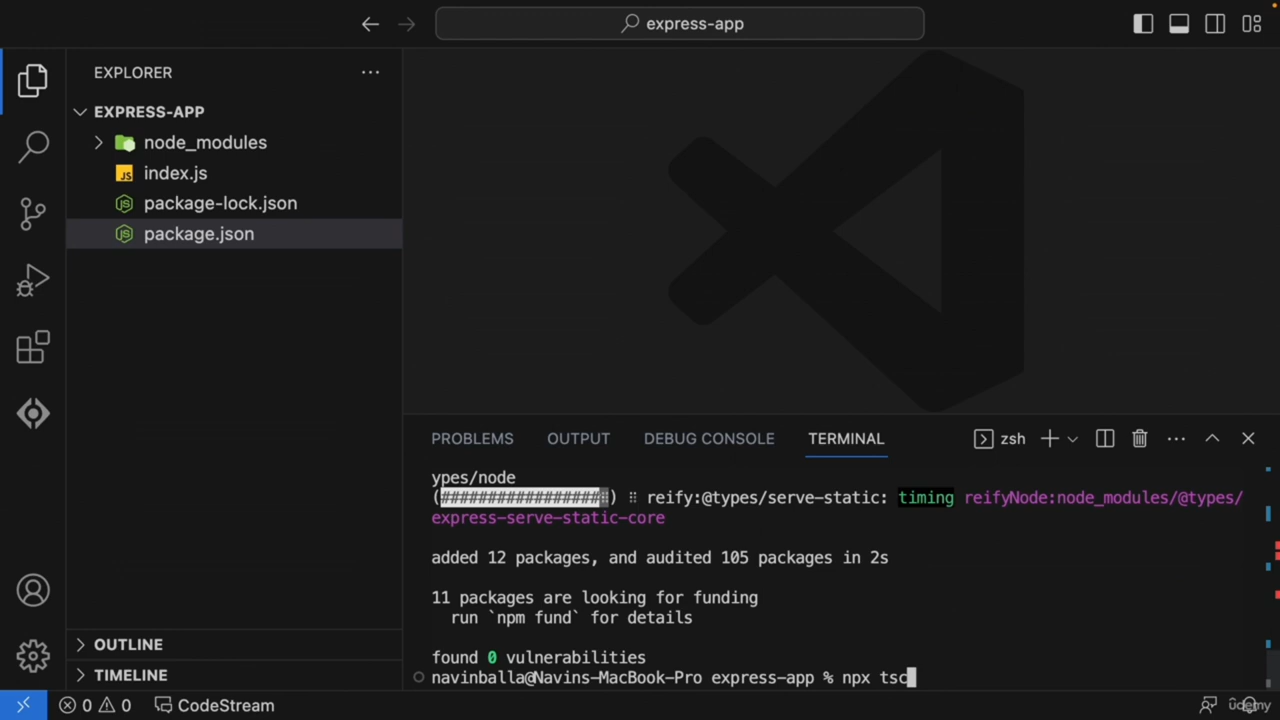 express-app
EXPLORER
EXPRESS-APP
node_modules
JS index.js
package-lock.json
package.json
OUTLINE
TIMELINE
PROBLEMS OUTPUT DEBUG CONSOLE TERMINAL zsh
ypes/node
(################⠿) ⠿ reify:@types/serve-static: timing reifyNode:node_modules/@types/
express-serve-static-core
added 12 packages, and audited 105 packages in 2s
11 packages are looking for funding
run `npm fund` for details
found 0 vulnerabilities
navinballa@Navins-MacBook-Pro express-app % npx tsc
0 0 CodeStream
udemy